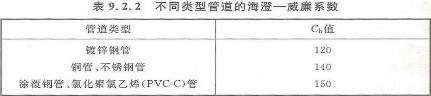 表 9.2.2 不同类型管道的海澄—威廉系数
管道类型 Ch值
镀锌钢管 120
铜管、不锈钢管 140
涂覆钢管、氯化聚氯乙烯(PVC-C)管 150